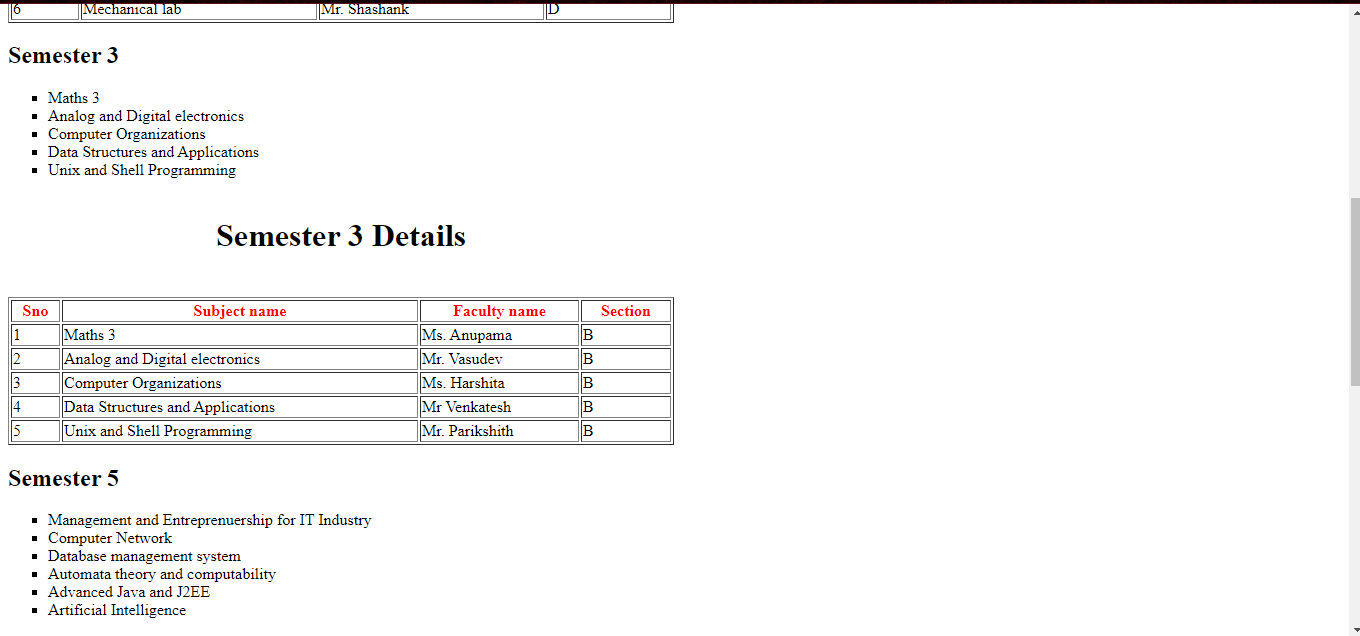 6 Mechanical lab Mr. Shashank D
Semester 3
Maths 3
Analog and Digital electronics
Computer Organizations
Data Structures and Applications
Unix and Shell Programming
Semester 3 Details
Sno Subject name Faculty name Section
1 Maths 3 Ms. Anupama B
2 Analog and Digital electronics Mr. Vasudev B
3 Computer Organizations Ms. Harshita B
4 Data Structures and Applications Mr Venkatesh B
5 Unix and Shell Programming Mr. Parikshith B
Semester 5
Management and Entreprenuership for IT Industry
Computer Network
Database management system
Automata theory and computability
Advanced Java and J2EE
Artificial Intelligence